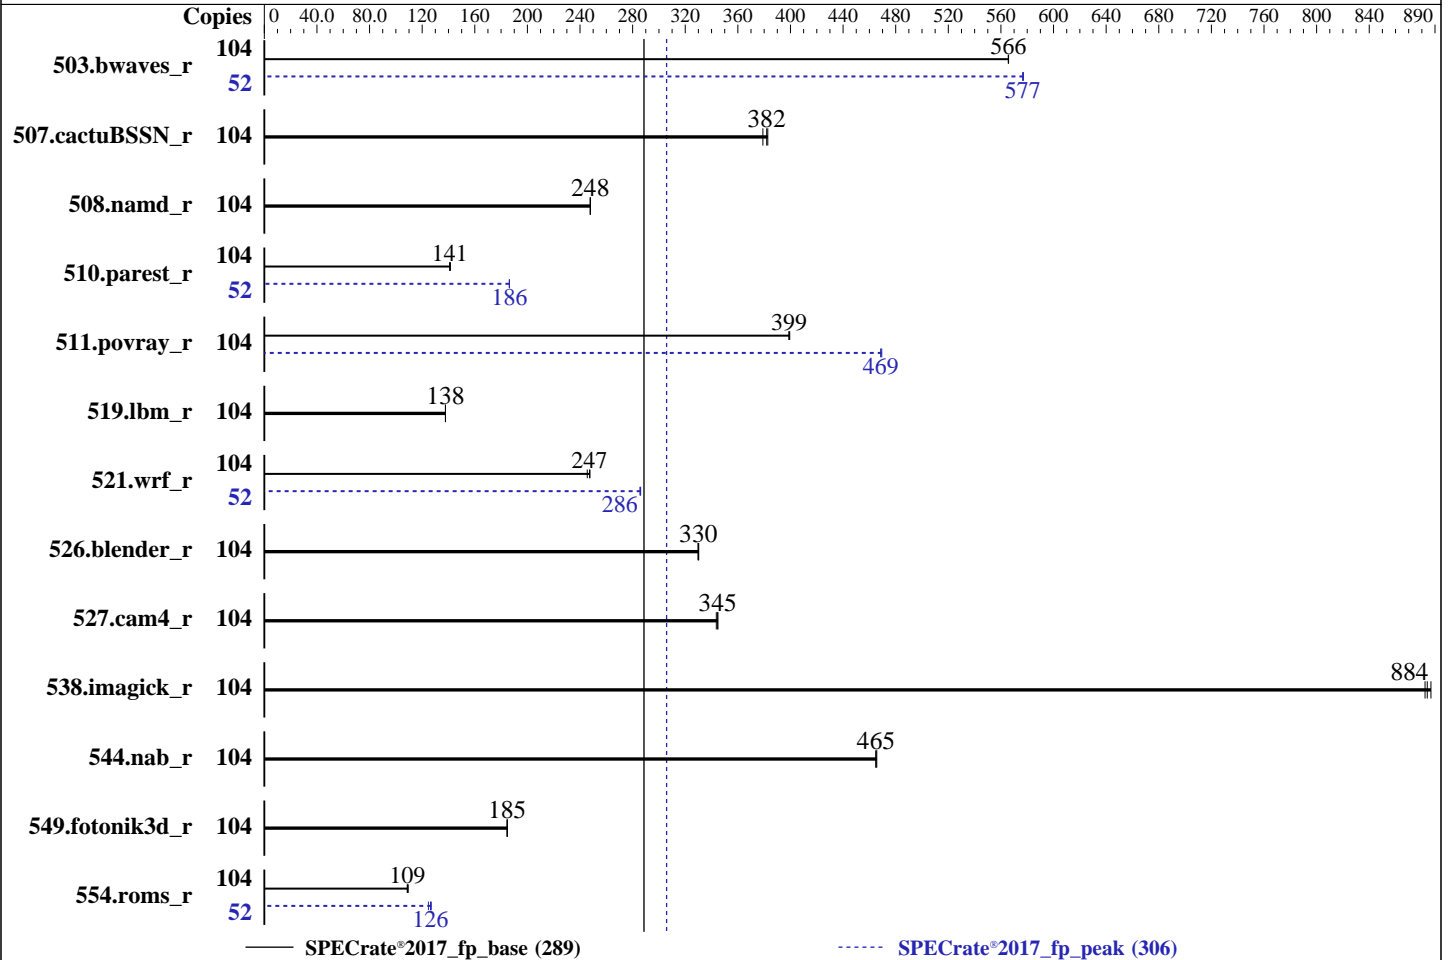 Copies 0 40.0 80.0 120 160 200 240 280 320 360 400 440 480 520 560 600 640 680 720 760 800 840 890
503.bwaves_r 104 566
52 577
507.cactuBSSN_r 104 382
508.namd_r 104 248
510.parest_r 104 141
52 186
511.povray_r 104 399
469
519.lbm_r 104 138
521.wrf_r 104 247
52 286
526.blender_r 104 330
527.cam4_r 104 345
538.imagick_r 104 884
544.nab_r 104 465
549.fotonik3d_r 104 185
554.roms_r 104 109
52 126
SPECrate®2017_fp_base (289) SPECrate®2017_fp_peak (306)